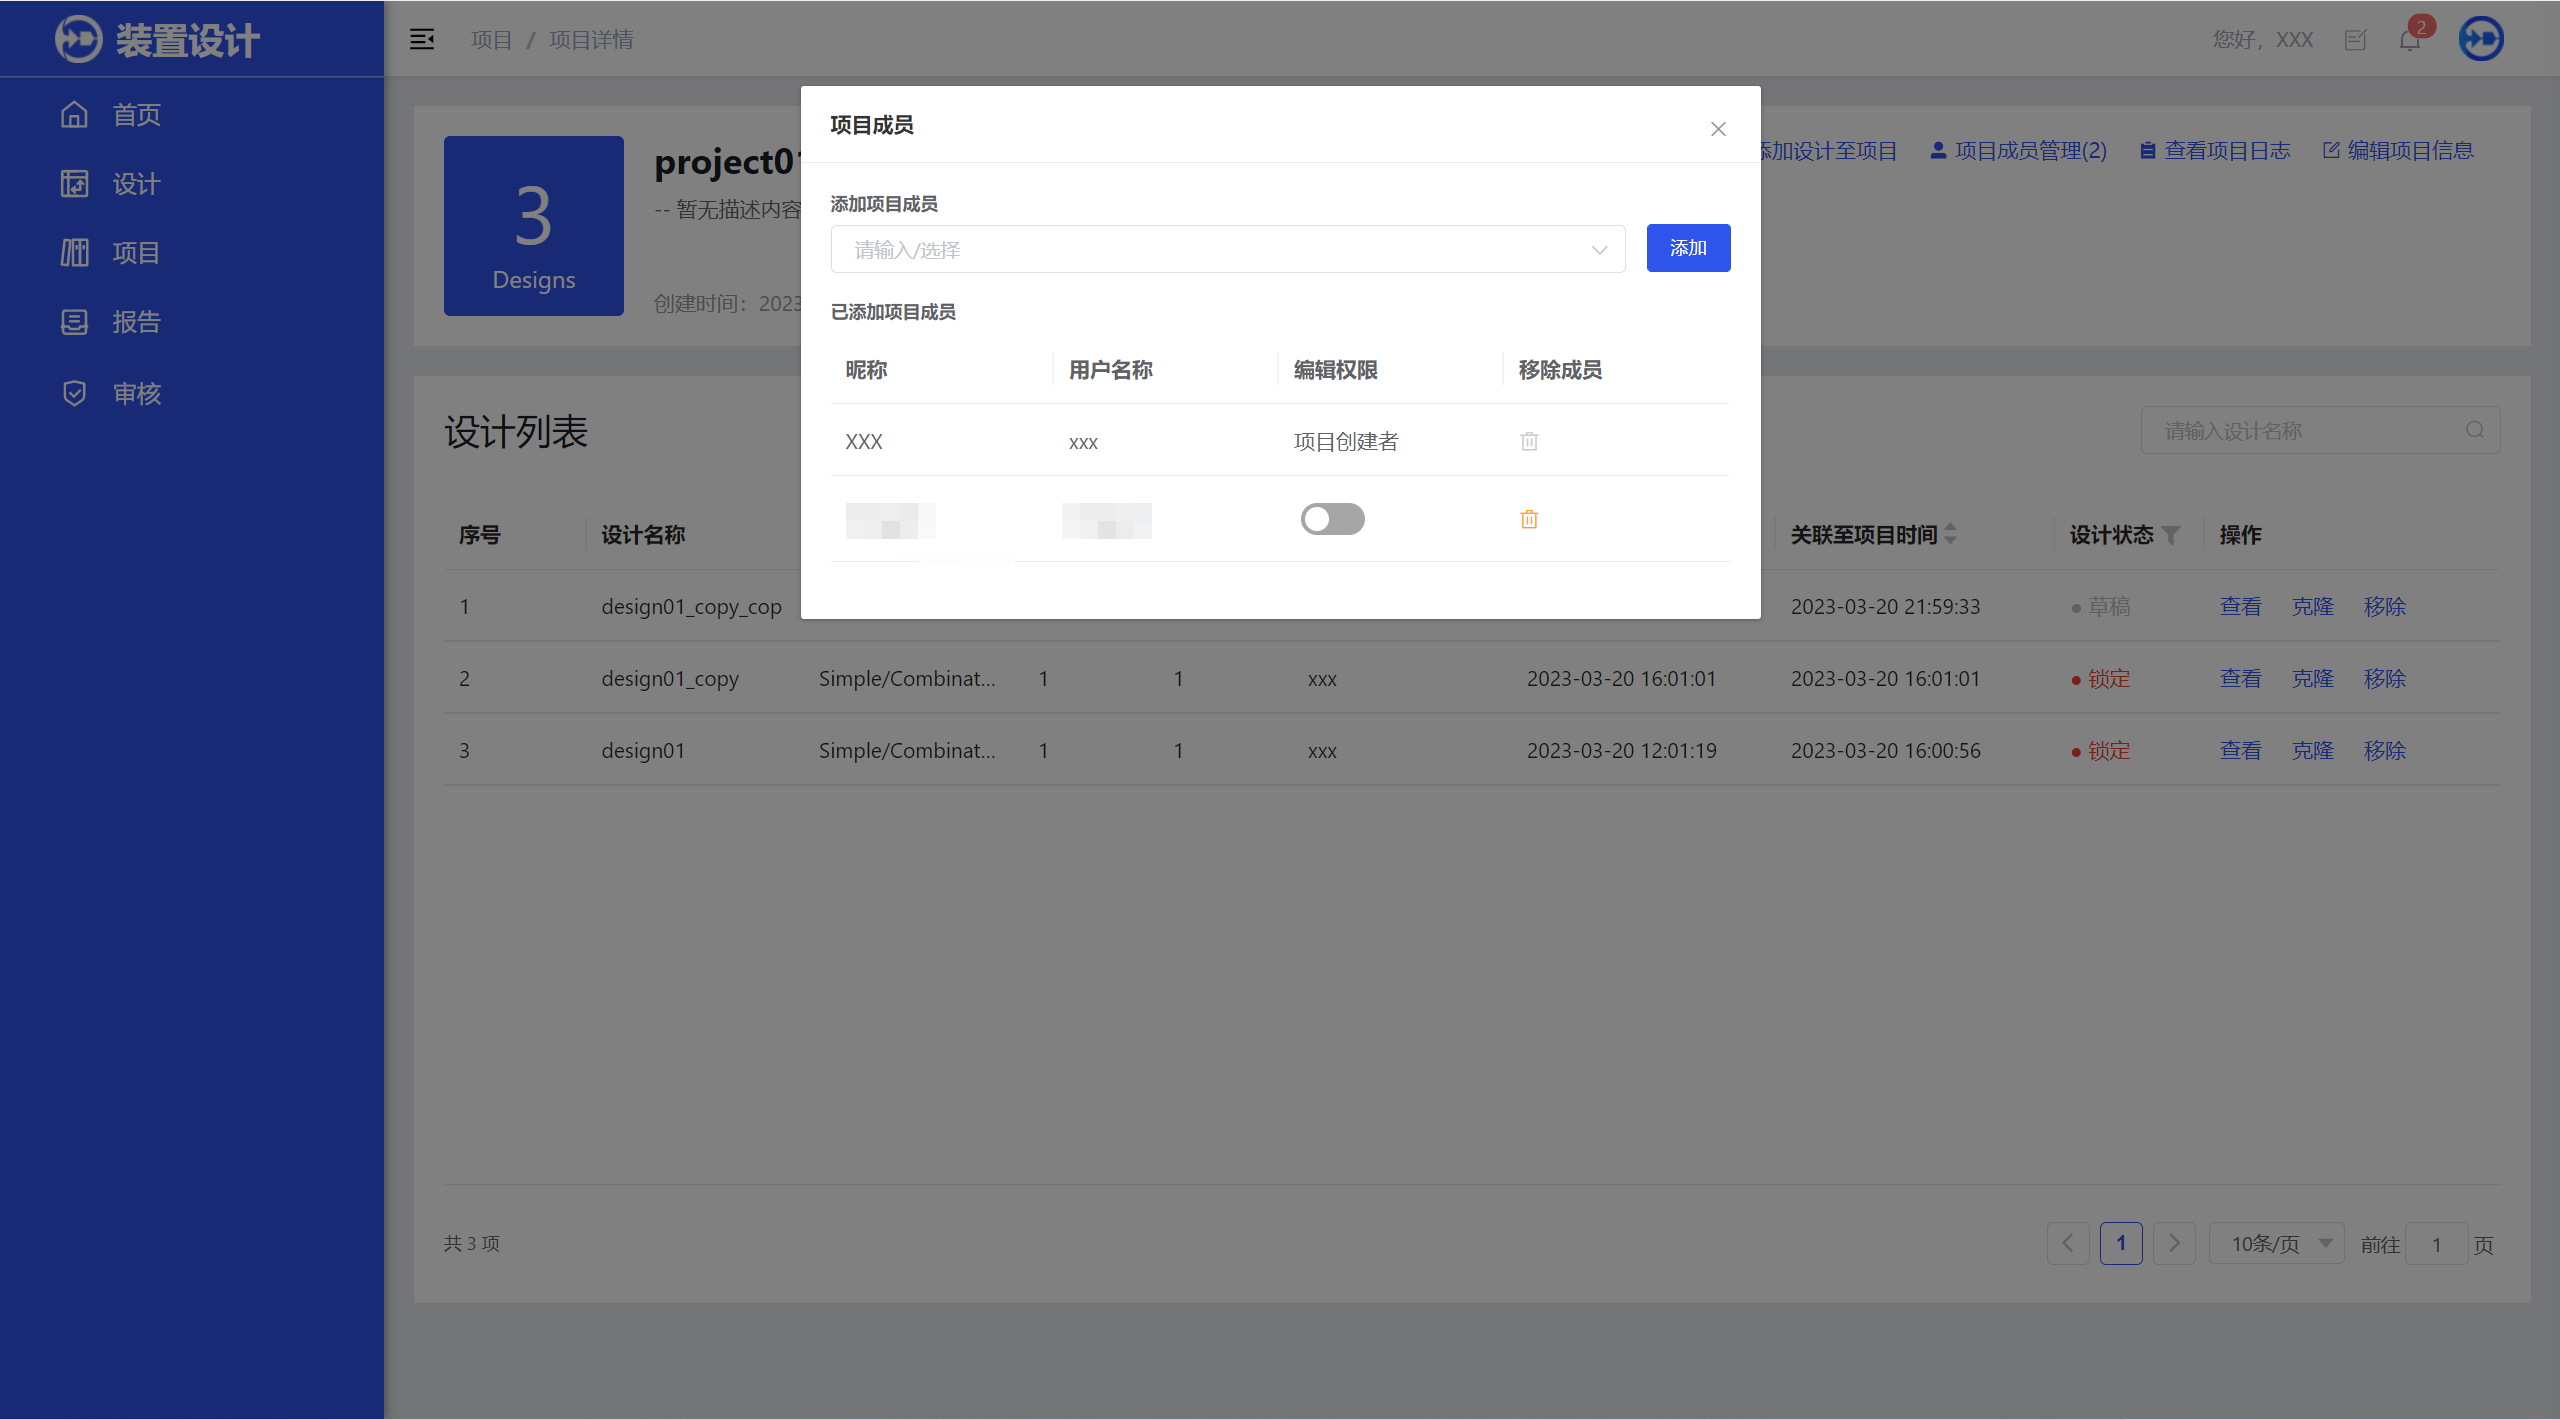 装置设计
首页
设计
项目
报告
审核
项目 / 项目详情
您好，XXX
2
3
Designs
project01
-- 暂无描述内容
创建时间：2023
添加设计至项目
项目成员管理(2)
查看项目日志
编辑项目信息
项目成员
添加项目成员
请输入/选择
添加
已添加项目成员
昵称 用户名称 编辑权限 移除成员
XXX xxx 项目创建者
设计列表
请输入设计名称
序号 设计名称 关联至项目时间 设计状态 操作
1 design01_copy_cop 2023-03-20 21:59:33 草稿 查看 克隆 移除
2 design01_copy Simple/Combinat... 1 1 xxx 2023-03-20 16:01:01 2023-03-20 16:01:01 锁定 查看 克隆 移除
3 design01 Simple/Combinat... 1 1 xxx 2023-03-20 12:01:19 2023-03-20 16:00:56 锁定 查看 克隆 移除
共 3 项
1
10条/页
前往 1 页